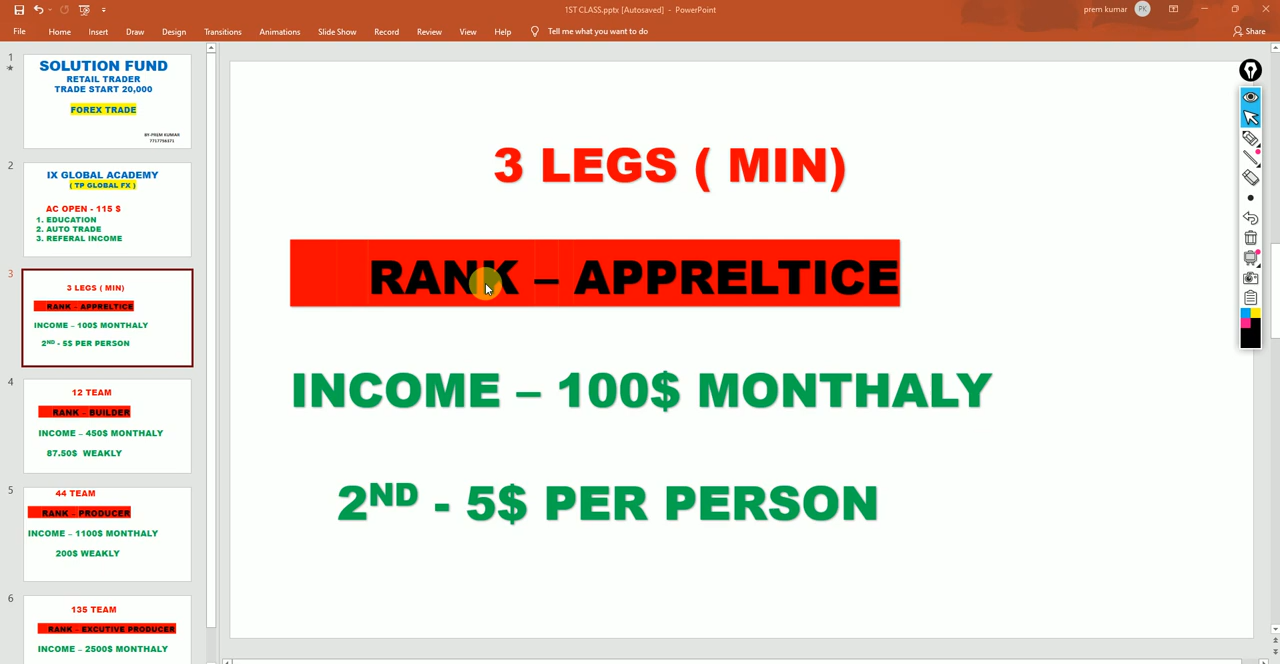 1ST CLASS.pptx [Autosaved] - PowerPoint
prem kumar PK
File Home Insert Draw Design Transitions Animations Slide Show Record Review View Help Tell me what you want to do Share
1
SOLUTION FUND
RETAIL TRADER
TRADE START 20,000
FOREX TRADE
BY-PREM KUMAR
7717756371
2
IX GLOBAL ACADEMY
( TP GLOBAL FX )
AC OPEN - 115 $
1. EDUCATION
2. AUTO TRADE
3. REFERAL INCOME
3
3 LEGS ( MIN)
RANK – APPRELTICE
INCOME – 100$ MONTHALY
2ND - 5$ PER PERSON
4
12 TEAM
RANK – BUILDER
INCOME – 450$ MONTHALY
87.50$ WEAKLY
5
44 TEAM
RANK – PRODUCER
INCOME – 1100$ MONTHALY
200$ WEAKLY
6
135 TEAM
RANK – EXCUTIVE PRODUCER
INCOME – 2500$ MONTHALY
3 LEGS ( MIN)
RANK – APPRELTICE
INCOME – 100$ MONTHALY
2ND - 5$ PER PERSON